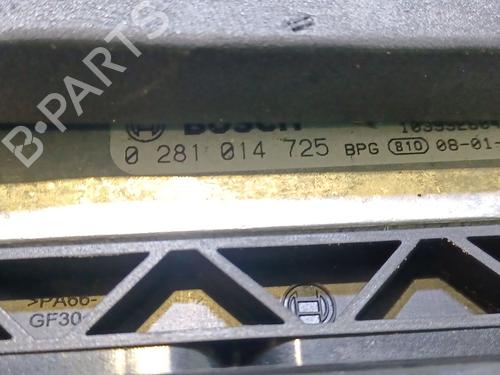 B-PARTS
BOSCH
0 281 014 725 BPG 810 08-01-
>PA66-
GF30